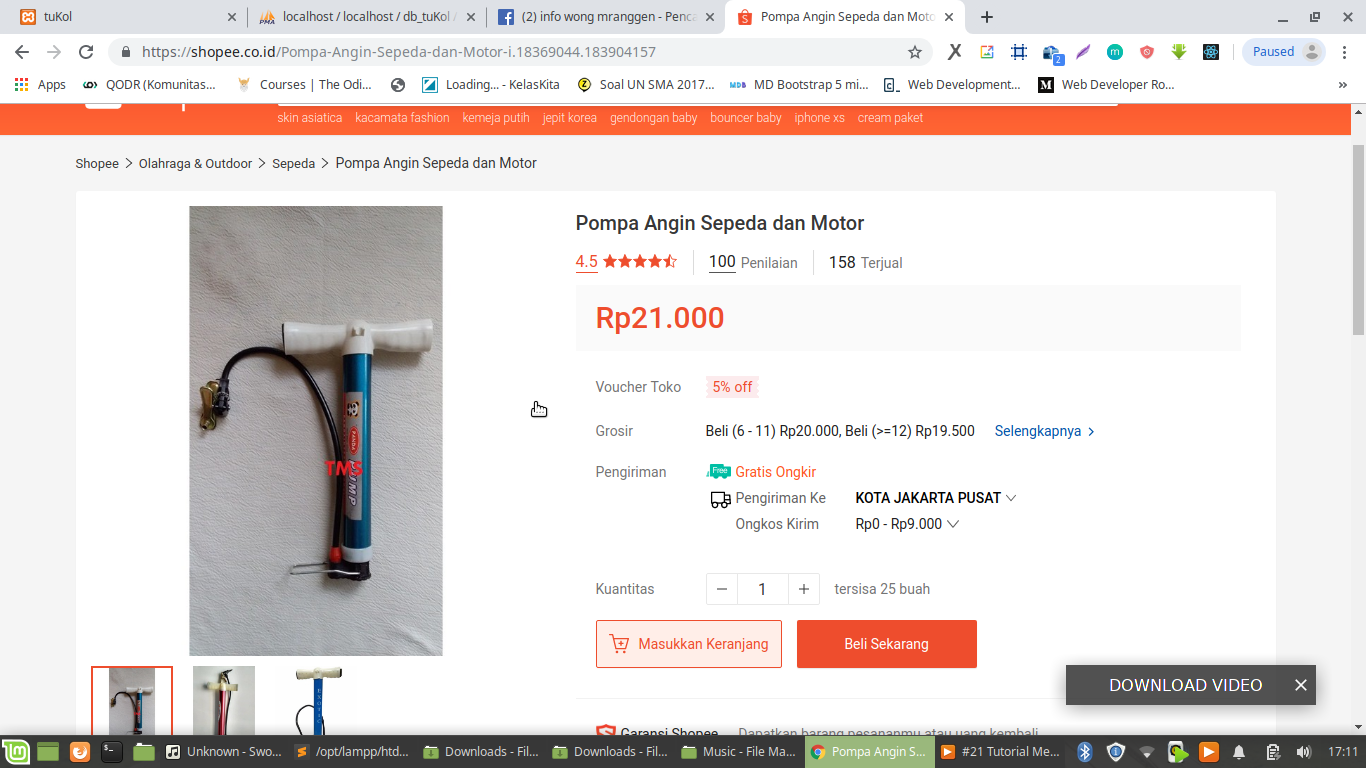 tuKol
localhost / localhost / db_tuKol /
(2) info wong mranggen - Penca
Pompa Angin Sepeda dan Moto
https://shopee.co.id/Pompa-Angin-Sepeda-dan-Motor-i.18369044.183904157
2
Paused
Apps
QODR (Komunitas...
Courses | The Odi...
Loading... - KelasKita
Soal UN SMA 2017...
MD Bootstrap 5 mi...
Web Development...
Web Developer Ro...
skin asiatica kacamata fashion kemeja putih jepit korea gendongan baby bouncer baby iphone xs cream paket
Shopee > Olahraga & Outdoor > Sepeda > Pompa Angin Sepeda dan Motor
Pompa Angin Sepeda dan Motor
4.5
100 Penilaian
158 Terjual
Rp21.000
Voucher Toko 5% off
Grosir Beli (6 - 11) Rp20.000, Beli (>=12) Rp19.500 Selengkapnya
Pengiriman Free Gratis Ongkir
Pengiriman Ke KOTA JAKARTA PUSAT
Ongkos Kirim Rp0 - Rp9.000
Kuantitas 1 tersisa 25 buah
Masukkan Keranjang
Beli Sekarang
PANDA
PUMP
TMS
DOWNLOAD VIDEO
Garansi Shopee Dapatkan barang pesananmu atau uang kembali
Unknown - Swo...
/opt/lampp/htd...
Downloads - Fil...
Downloads - Fil...
Music - File Ma...
Pompa Angin S...
#21 Tutorial Me...
17:11